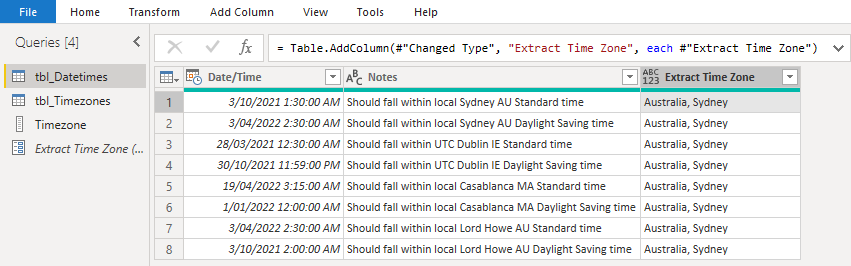 File Home Transform Add Column View Tools Help
Queries [4]
= Table.AddColumn(#"Changed Type", "Extract Time Zone", each #"Extract Time Zone")
tbl_Datetimes
tbl_Timezones
Timezone
Extract Time Zone (...
Date/Time ABC Notes ABC 123 Extract Time Zone
1 3/10/2021 1:30:00 AM Should fall within local Sydney AU Standard time Australia, Sydney
2 3/04/2022 2:30:00 AM Should fall within local Sydney AU Daylight Saving time Australia, Sydney
3 28/03/2021 12:30:00 AM Should fall within UTC Dublin IE Standard time Australia, Sydney
4 30/10/2021 11:59:00 PM Should fall within UTC Dublin IE Daylight Saving time Australia, Sydney
5 19/04/2022 3:15:00 AM Should fall within local Casablanca MA Standard time Australia, Sydney
6 1/01/2022 12:00:00 AM Should fall within local Casablanca MA Daylight Saving time Australia, Sydney
7 3/04/2022 2:30:00 AM Should fall within local Lord Howe AU Standard time Australia, Sydney
8 3/10/2021 2:00:00 AM Should fall within local Lord Howe AU Daylight Saving time Australia, Sydney